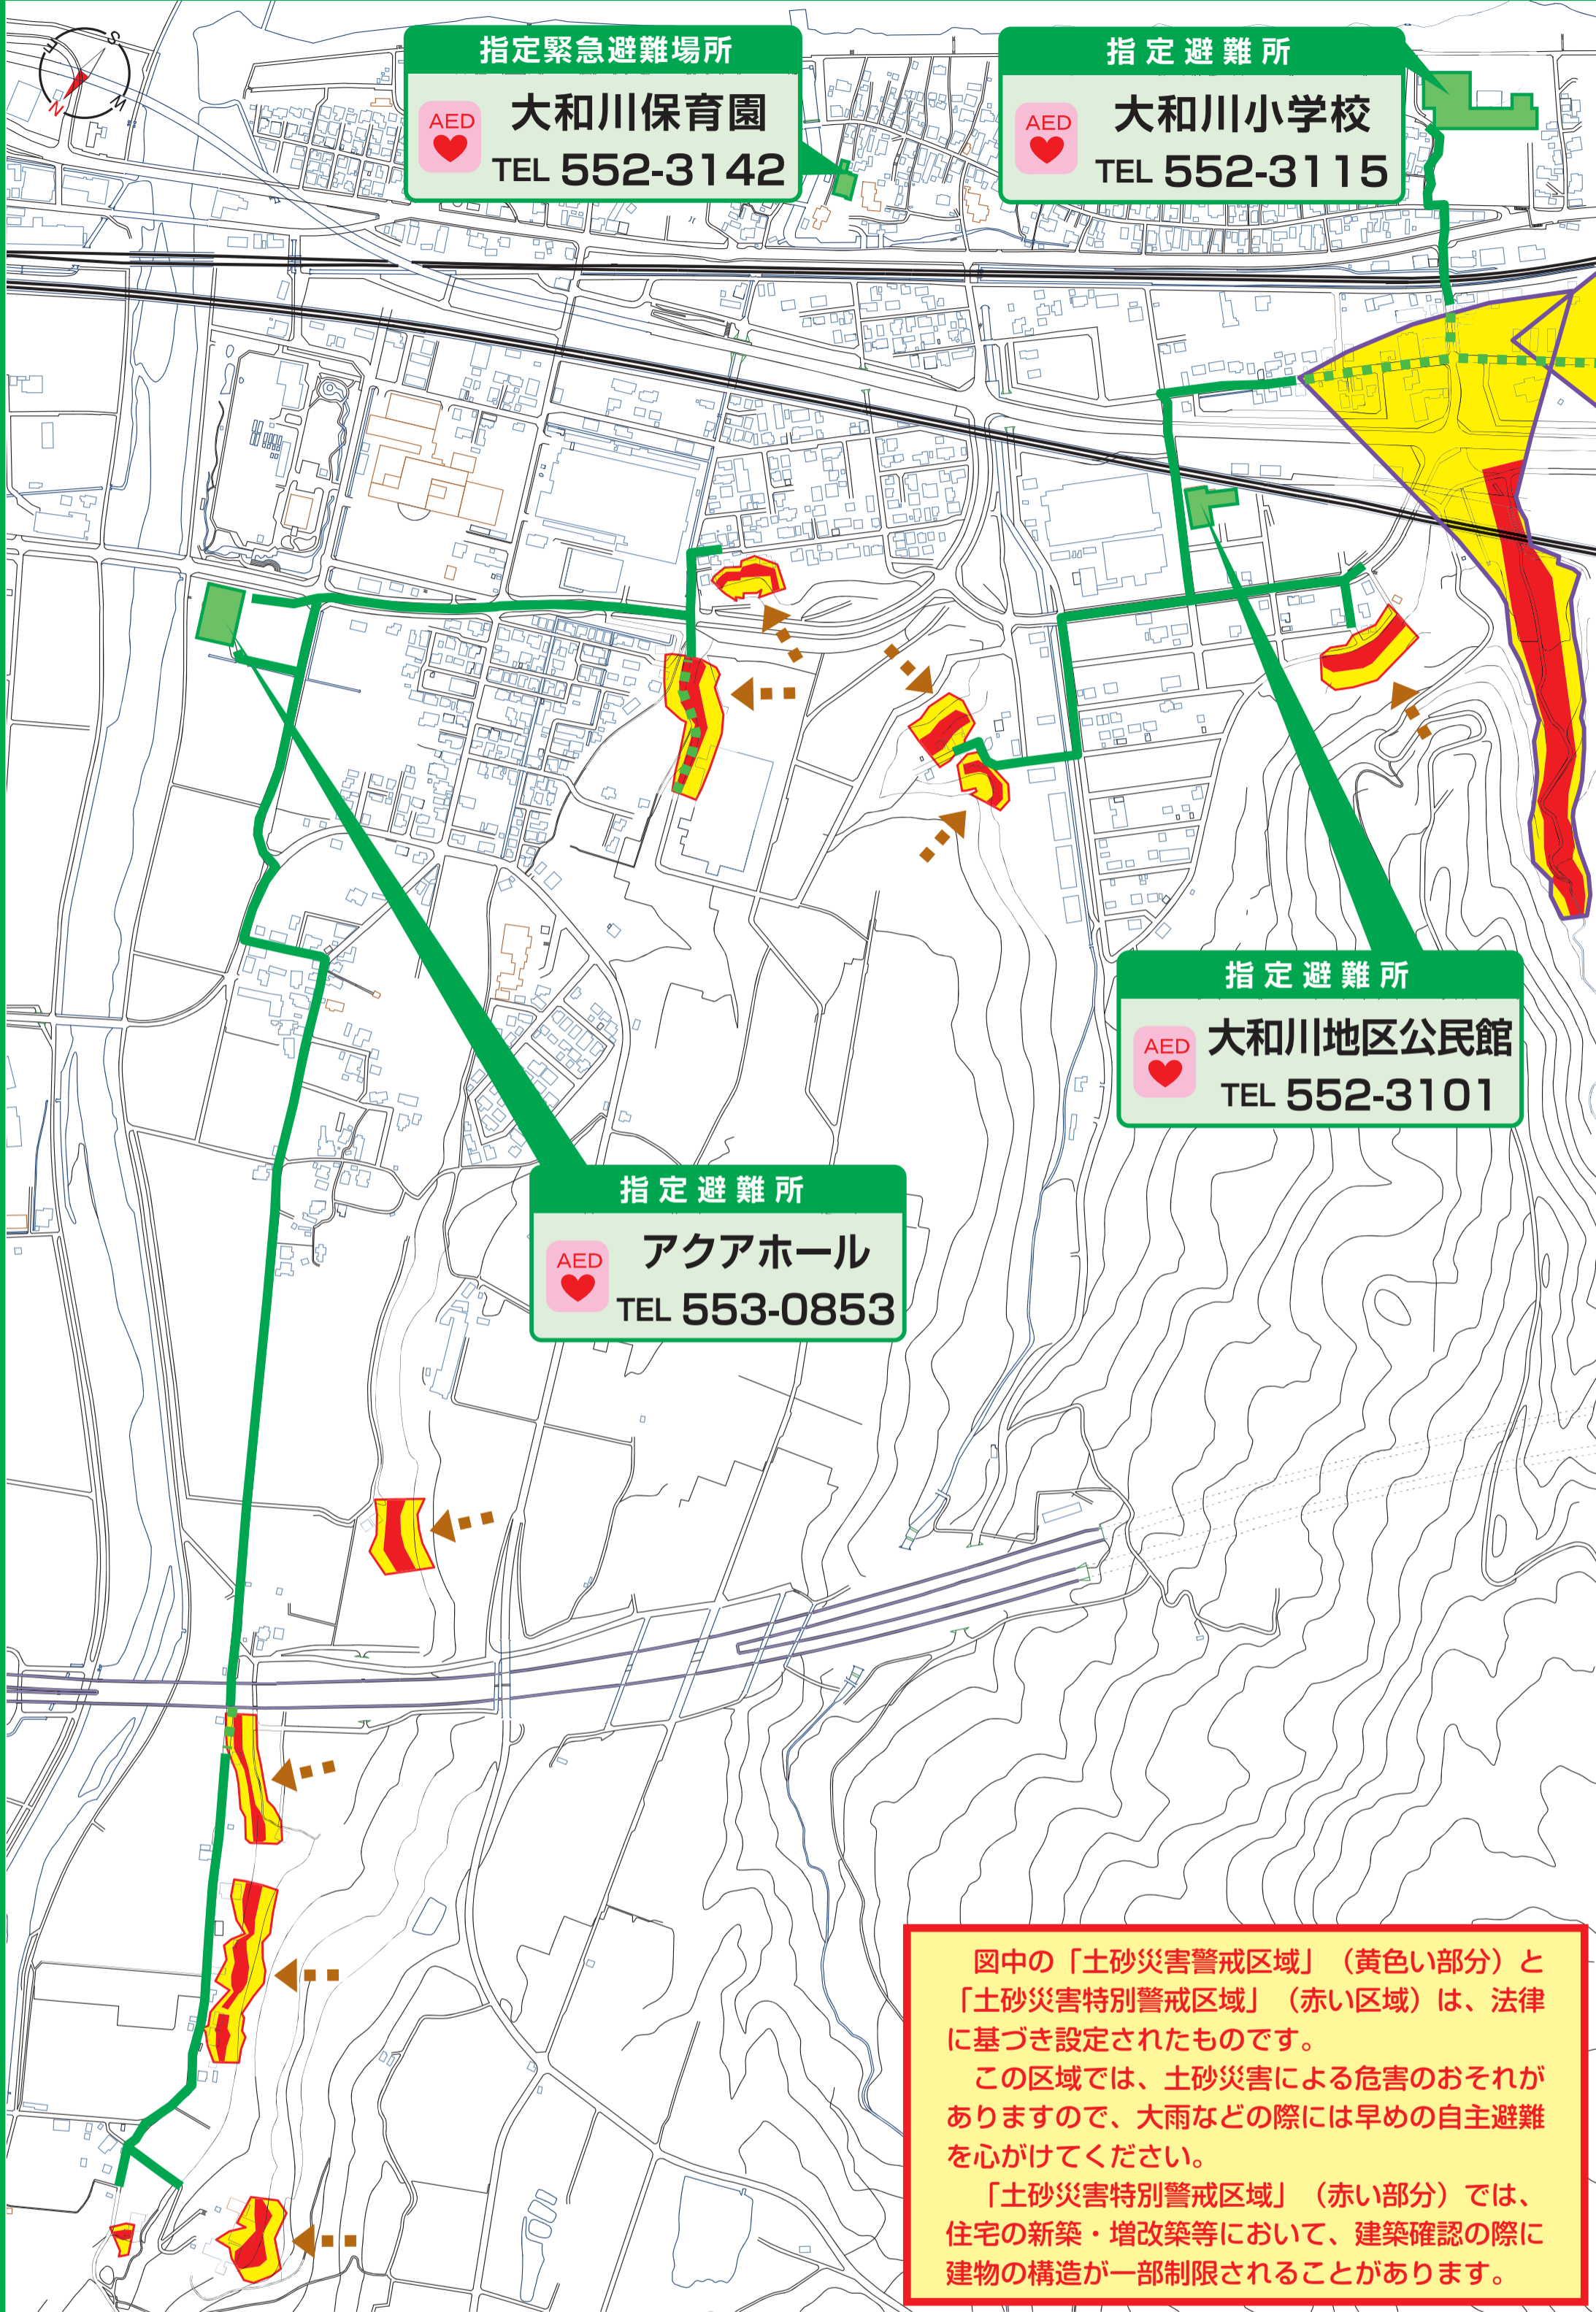 S
E
W
N
指定緊急避難場所
AED
大和川保育園
TEL 552-3142
指定避難所
AED
大和川小学校
TEL 552-3115
指定避難所
AED
大和川地区公民館
TEL 552-3101
指定避難所
AED
アクアホール
TEL 553-0853
図中の「土砂災害警戒区域」（黄色い部分）と
「土砂災害特別警戒区域」（赤い区域）は、法律
に基づき設定されたものです。
この区域では、土砂災害による危害のおそれが
ありますので、大雨などの際には早めの自主避難
を心がけてください。
「土砂災害特別警戒区域」（赤い部分）では、
住宅の新築・増改築等において、建築確認の際に
建物の構造が一部制限されることがあります。